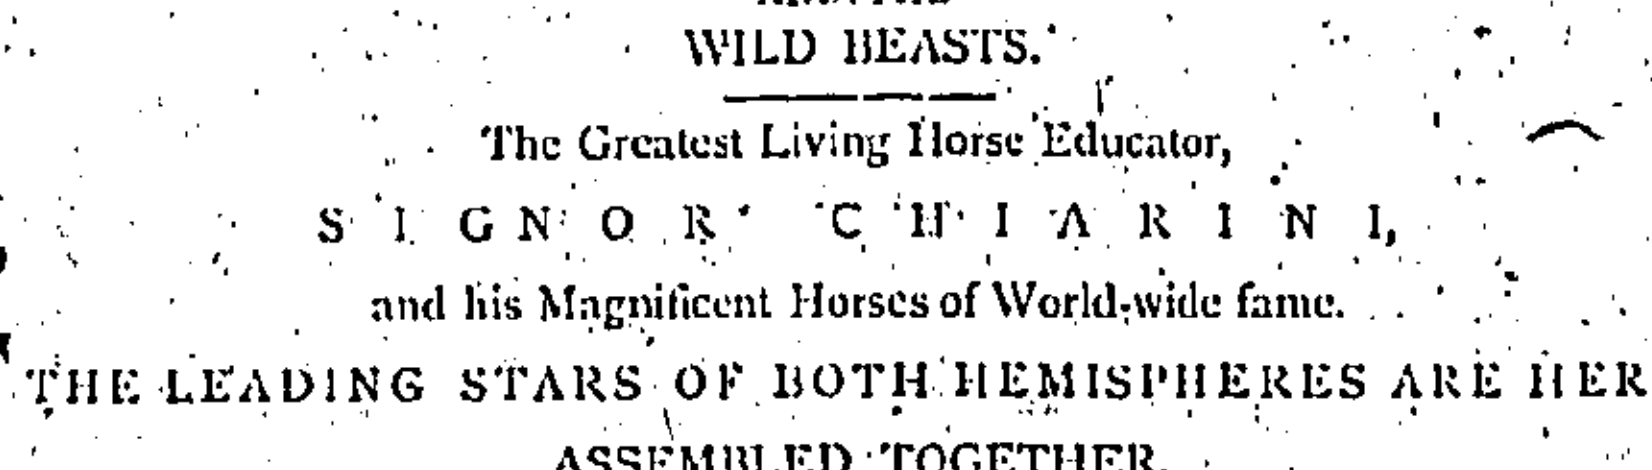 WILD BEASTS.
The Greatest Living Horse Educator,
SIGNOR CHIARINI,
and his Magnificent Horses of World-wide fame.
THE LEADING STARS OF BOTH HEMISPHERES ARE HER
ASSEMBLED TOGETHER.